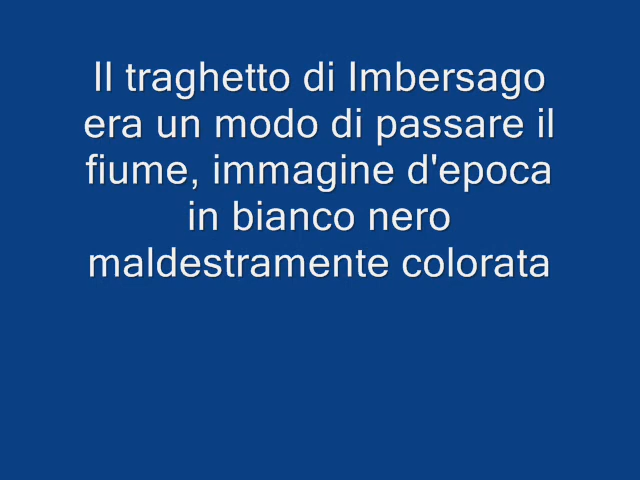 Il traghetto di Imbersago
era un modo di passare il
fiume, immagine d'epoca
in bianco nero
maldestramente colorata